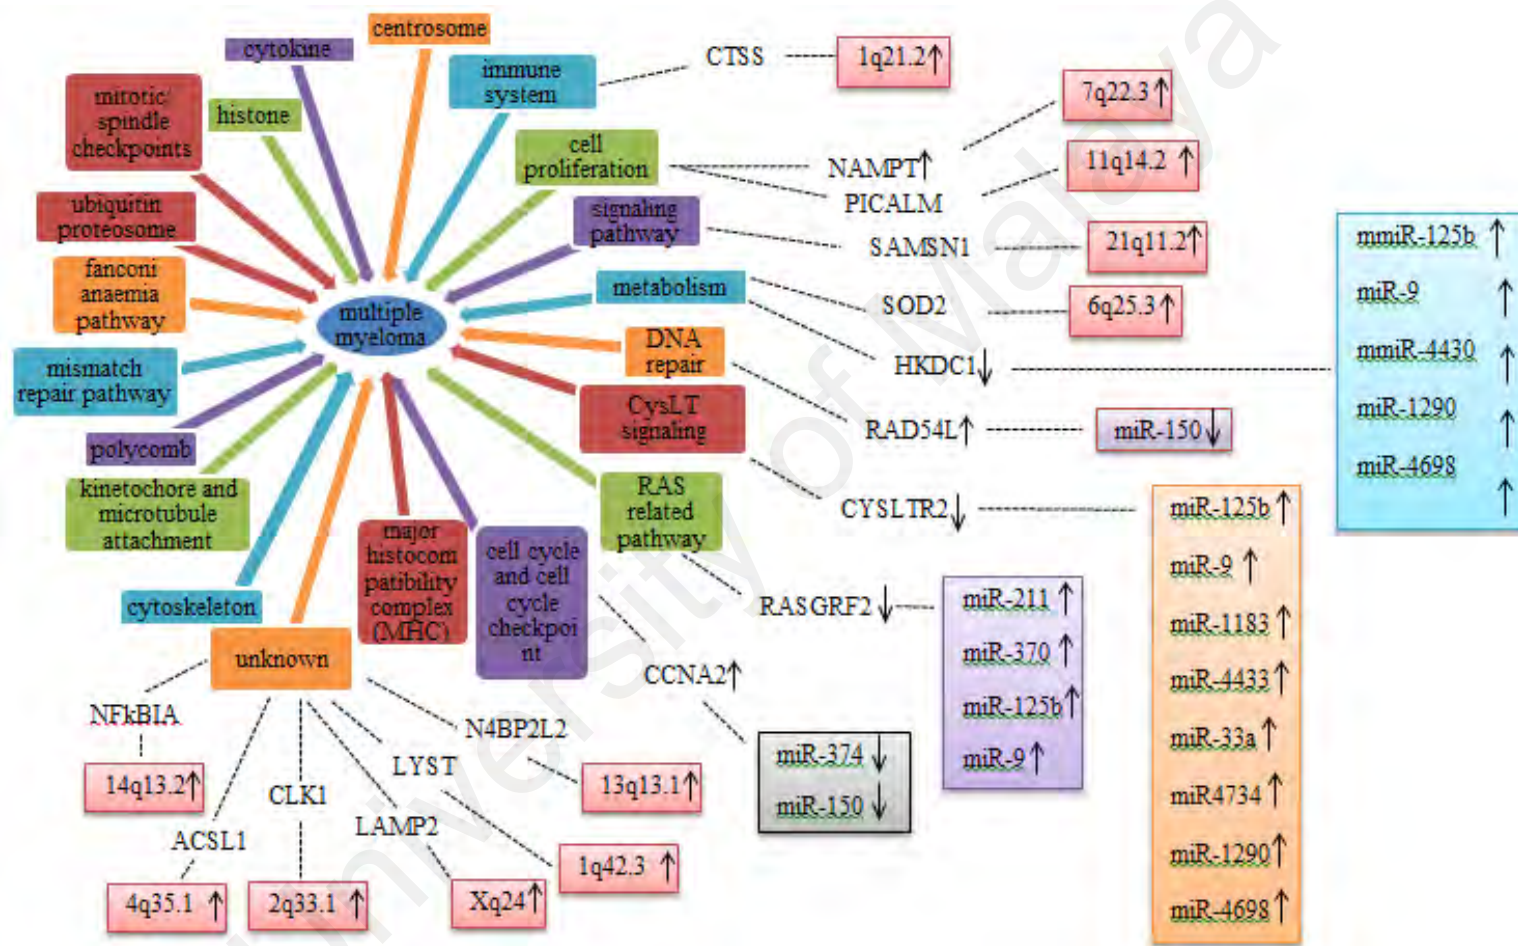 centrosome
cytokine
immune
system
CTSS
1q21.2↑
mitotic/
spindle
checkpoints
histone
cell
proliferation
NAMPT↑
7q22.3↑
PICALM
11q14.2 ↑
ubiquitin
proteosome
signaling
pathway
SAMSN1
21q11.2↑
fanconi
anaemia
pathway
multiple
myeloma
metabolism
SOD2
6q25.3↑
HKDC1↓
mmiR-125b ↑
miR-9 ↑
mmiR-4430 ↑
miR-1290 ↑
miR-4698 ↑
mismatch
repair pathway
DNA
repair
RAD54L↑
miR-150↓
polycomb
CysLT
signaling
CYSLTR2↓
miR-125b↑
miR-9 ↑
miR-1183↑
miR-4433↑
miR-33a↑
miR4734 ↑
miR-1290↑
miR-4698↑
kinetochore and
microtubule
attachment
RAS
related
pathway
RASGRF2↓
miR-211 ↑
miR-370 ↑
miR-125b↑
miR-9↑
cytoskeleton
major
histocom
patibility
complex
(MHC)
cell cycle
and cell
cycle
checkpoi
nt
CCNA2↑
miR-374 ↓
miR-150 ↓
unknown
NFkBIA
14q13.2↑
ACSL1
4q35.1 ↑
CLK1
2q33.1 ↑
LAMP2
Xq24↑
LYST
1q42.3 ↑
N4BP2L2
13q13.1↑
University of Malaya